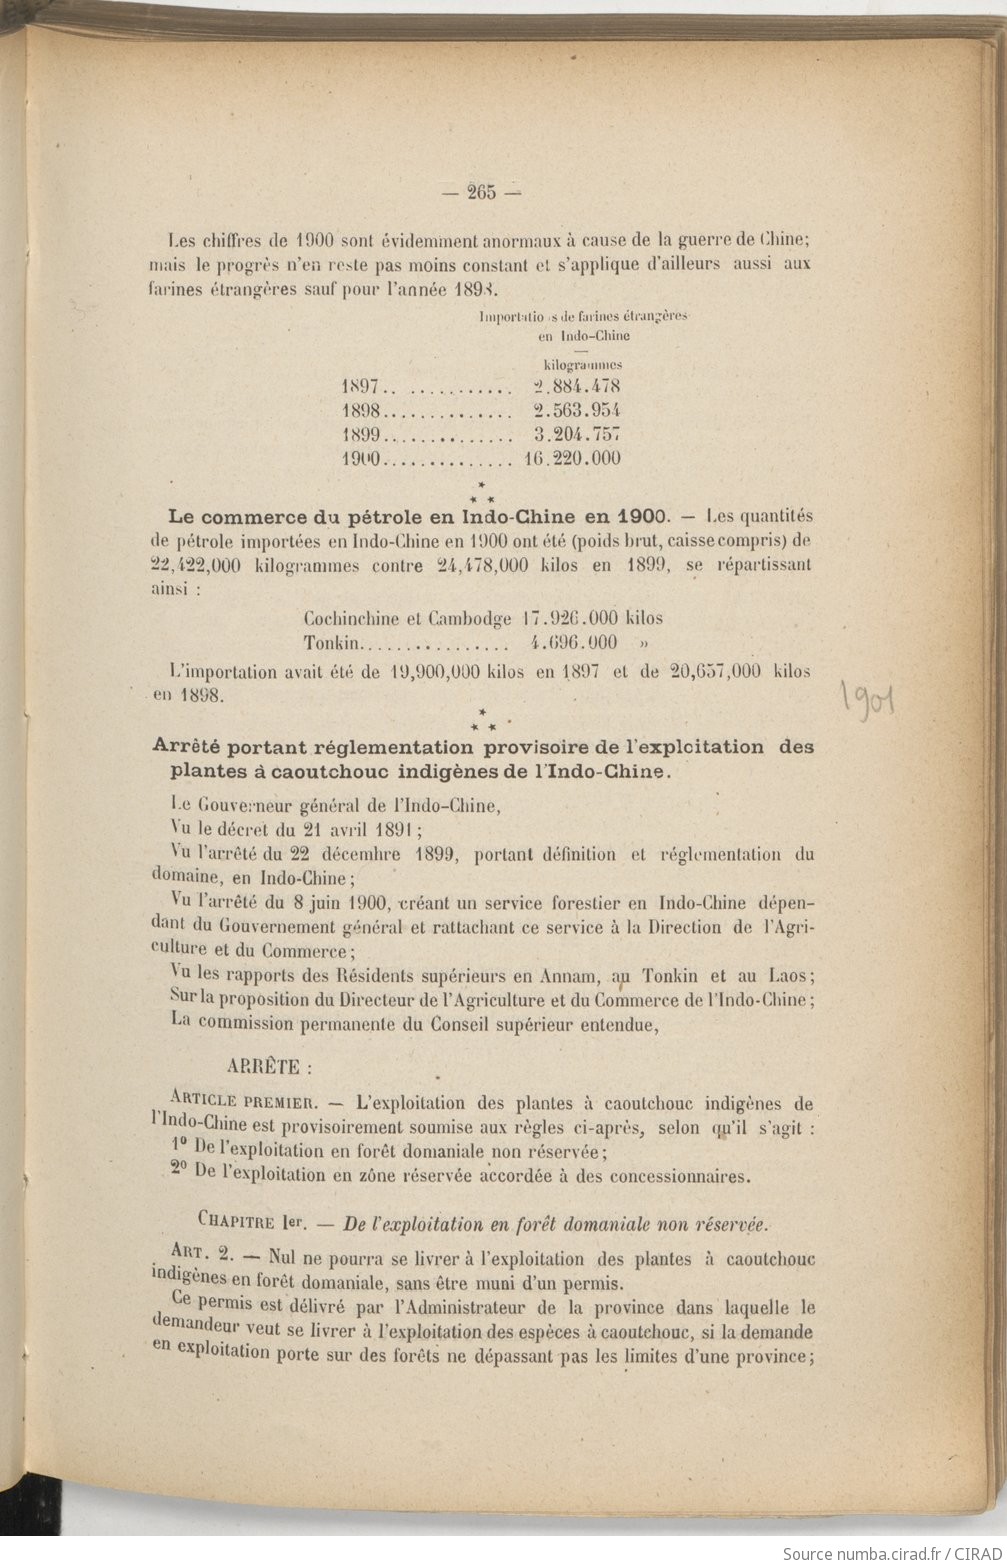 — 265 —
Les chiffres de 1900 sont évidemment anormaux à cause de la guerre de Chine;
mais le progrès n'en reste pas moins constant et s'applique d'ailleurs aussi aux
farines étrangères sauf pour l'année 1898.
Importations de farines étrangères
en Indo-Chine
—
kilogrammes
1897.. ........... 2.884.478
1898.............. 2.563.954
1899.............. 3.204.757
1900.............. 16.220.000
*
* *
Le commerce du pétrole en Indo-Chine en 1900. — Les quantités
de pétrole importées en Indo-Chine en 1900 ont été (poids brut, caisse compris) de
22,422,000 kilogrammes contre 24,478,000 kilos en 1899, se répartissant
ainsi :
Cochinchine et Cambodge 17.926.000 kilos
Tonkin................ 4.696.000 »
L'importation avait été de 19,900,000 kilos en 1897 et de 20,657,000 kilos
en 1898.
1901
*
* *
Arrêté portant réglementation provisoire de l'exploitation des
plantes à caoutchouc indigènes de l'Indo-Chine.
Le Gouverneur général de l'Indo-Chine,
Vu le décret du 21 avril 1891 ;
Vu l'arrêté du 22 décembre 1899, portant définition et réglementation du
domaine, en Indo-Chine ;
Vu l'arrêté du 8 juin 1900, créant un service forestier en Indo-Chine dépen-
dant du Gouvernement général et rattachant ce service à la Direction de l'Agri-
culture et du Commerce ;
Vu les rapports des Résidents supérieurs en Annam, au Tonkin et au Laos ;
Sur la proposition du Directeur de l'Agriculture et du Commerce de l'Indo-Chine ;
La commission permanente du Conseil supérieur entendue,
ARRÊTE :
ARTICLE PREMIER. — L'exploitation des plantes à caoutchouc indigènes de
l'Indo-Chine est provisoirement soumise aux règles ci-après, selon qu'il s'agit :
1º De l'exploitation en forêt domaniale non réservée ;
2º De l'exploitation en zône réservée accordée à des concessionnaires.
CHAPITRE Ier. — De l'exploitation en forêt domaniale non réservée.
ART. 2. — Nul ne pourra se livrer à l'exploitation des plantes à caoutchouc
indigènes en forêt domaniale, sans être muni d'un permis.
Ce permis est délivré par l'Administrateur de la province dans laquelle le
demandeur veut se livrer à l'exploitation des espèces à caoutchouc, si la demande
en exploitation porte sur des forêts ne dépassant pas les limites d'une province ;
Source numba.cirad.fr / CIRAD